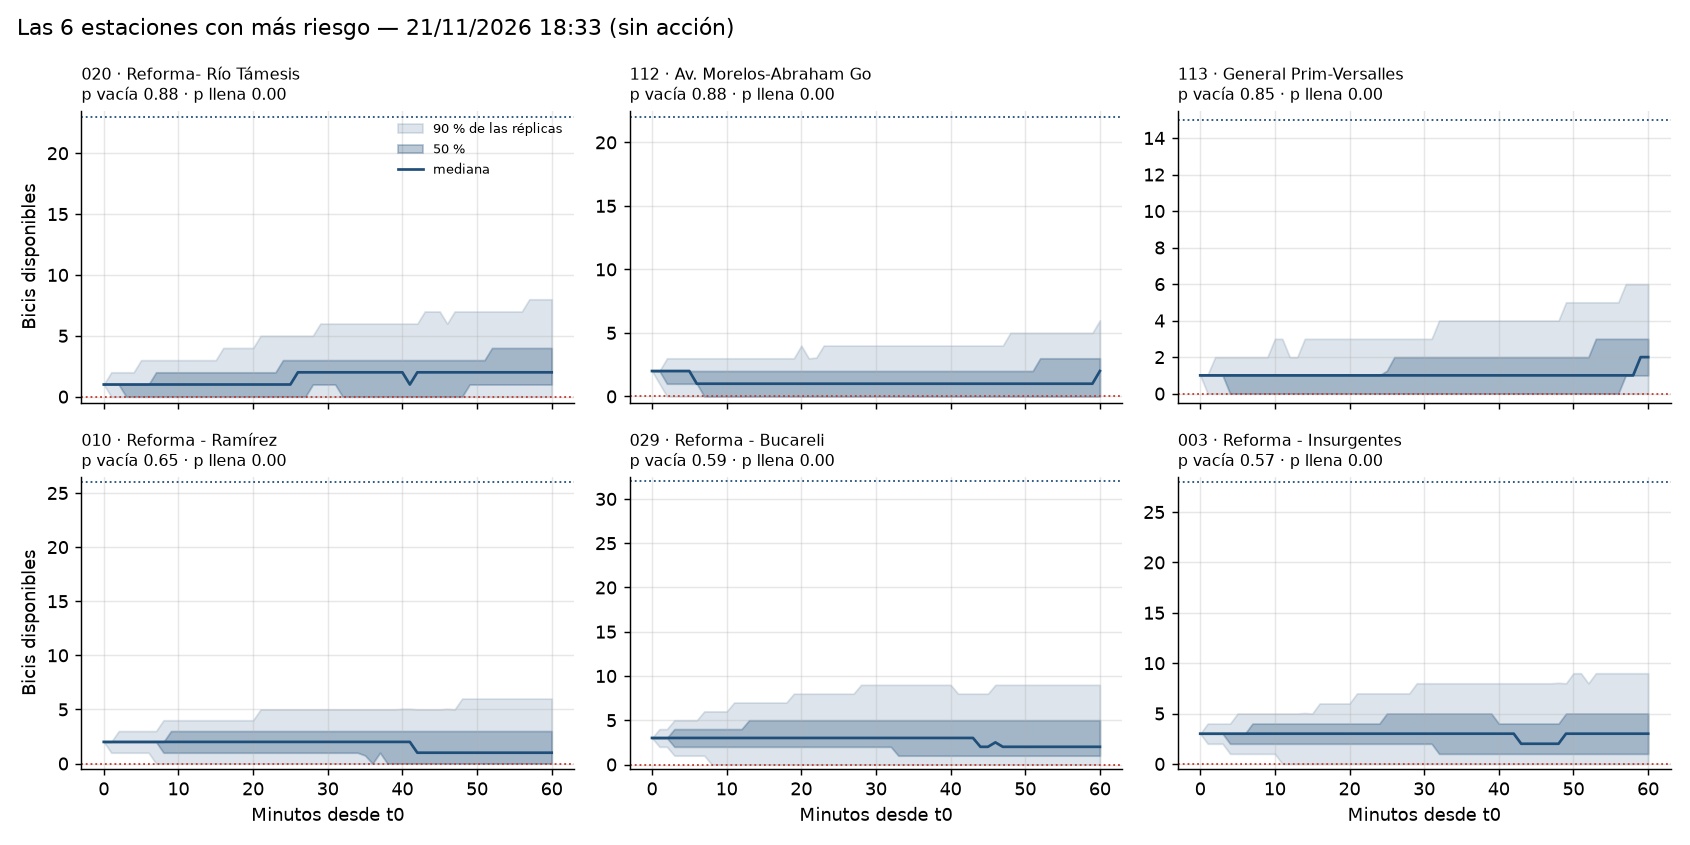 Las 6 estaciones con más riesgo — 21/11/2026 18:33 (sin acción)
020 · Reforma- Río Támesis
p vacía 0.88 · p llena 0.00
90 % de las réplicas
50 %
mediana
Bicis disponibles
20
15
10
5
0
112 · Av. Morelos-Abraham Go
p vacía 0.88 · p llena 0.00
20
15
10
5
0
113 · General Prim-Versalles
p vacía 0.85 · p llena 0.00
14
12
10
8
6
4
2
0
010 · Reforma - Ramírez
p vacía 0.65 · p llena 0.00
Bicis disponibles
25
20
15
10
5
0
0 10 20 30 40 50 60
Minutos desde t0
029 · Reforma - Bucareli
p vacía 0.59 · p llena 0.00
30
25
20
15
10
5
0
0 10 20 30 40 50 60
Minutos desde t0
003 · Reforma - Insurgentes
p vacía 0.57 · p llena 0.00
25
20
15
10
5
0
0 10 20 30 40 50 60
Minutos desde t0